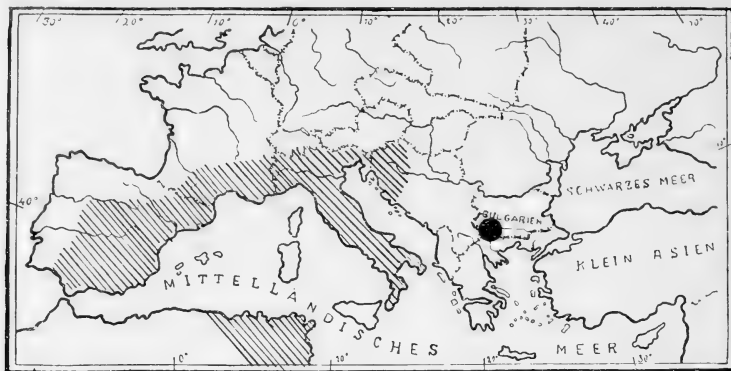 30° 20° 10° 0° 10° 20° 30° 40° 50°
40°
SCHWARZES MEER
BULGARIEN
KLEIN ASIEN
MITTELLÄNDISCHES MEER
0° 10° 20° 30°